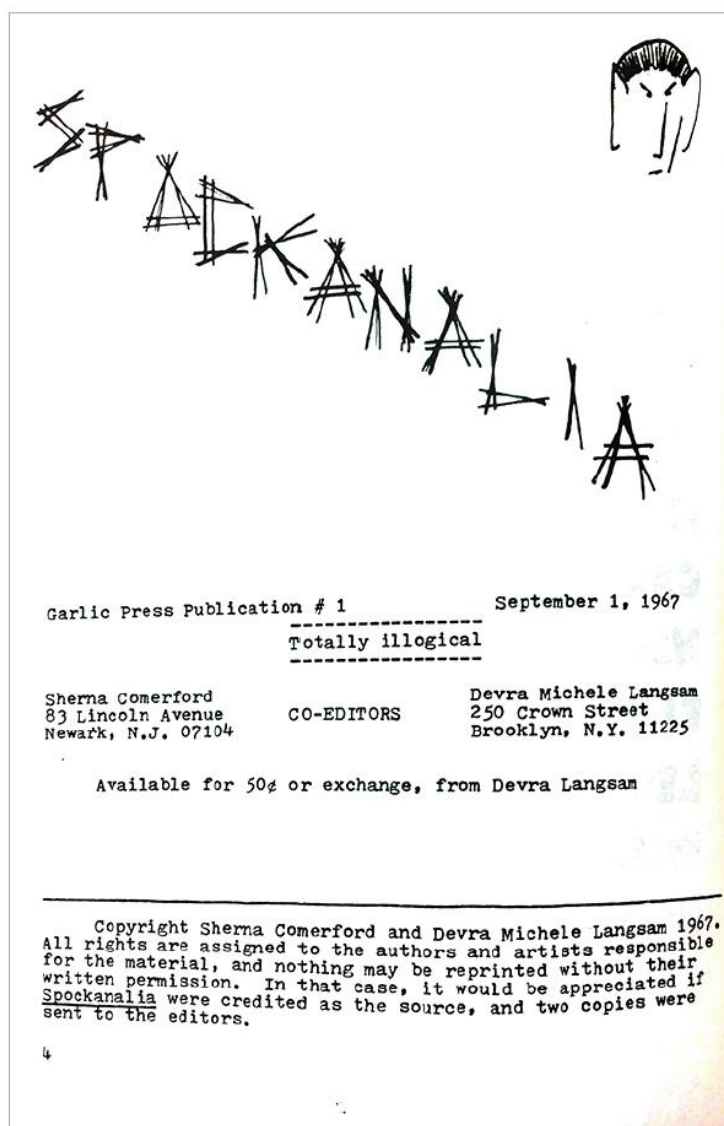 SPOCKANALIA
Garlic Press Publication # 1 September 1, 1967
Totally illogical
Sherna Comerford
83 Lincoln Avenue
Newark, N.J. 07104
CO-EDITORS
Devra Michele Langsam
250 Crown Street
Brooklyn, N.Y. 11225
Available for 50¢ or exchange, from Devra Langsam
Copyright Sherna Comerford and Devra Michele Langsam 1967.
All rights are assigned to the authors and artists responsible
for the material, and nothing may be reprinted without their
written permission. In that case, it would be appreciated if
Spockanalia were credited as the source, and two copies were
sent to the editors.
4